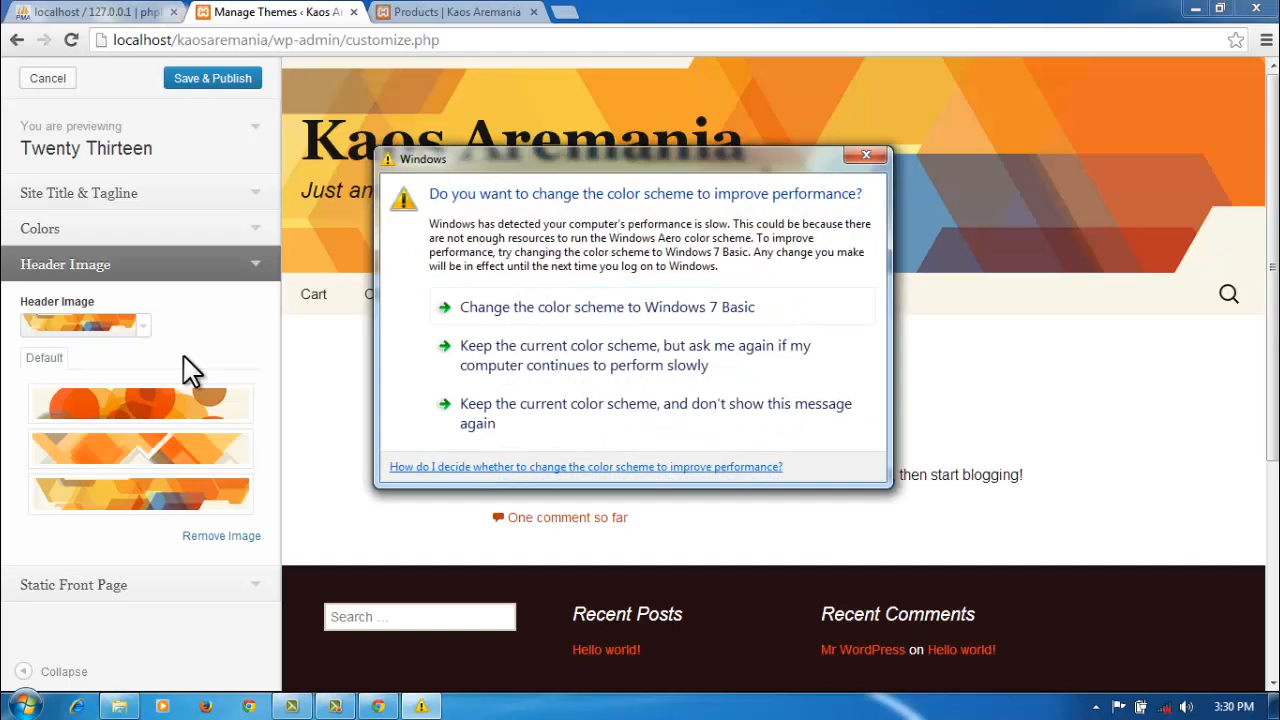 localhost / 127.0.0.1 | phpl
Manage Themes ‹ Kaos Ar
Products | Kaos Aremania
localhost/kaosaremania/wp-admin/customize.php
Cancel
Save & Publish
You are previewing
Twenty Thirteen
Site Title & Tagline
Colors
Header Image
Header Image
Default
Remove Image
Static Front Page
Collapse
Kaos Aremania
Just an
Cart
Windows
Do you want to change the color scheme to improve performance?
Windows has detected your computer's performance is slow. This could be because there
are not enough resources to run the Windows Aero color scheme. To improve
performance, try changing the color scheme to Windows 7 Basic. Any change you make
will be in effect until the next time you log on to Windows.
Change the color scheme to Windows 7 Basic
Keep the current color scheme, but ask me again if my
computer continues to perform slowly
Keep the current color scheme, and don't show this message
again
How do I decide whether to change the color scheme to improve performance?
, then start blogging!
One comment so far
Search …
Recent Posts
Hello world!
Recent Comments
Mr WordPress on Hello world!
3:30 PM